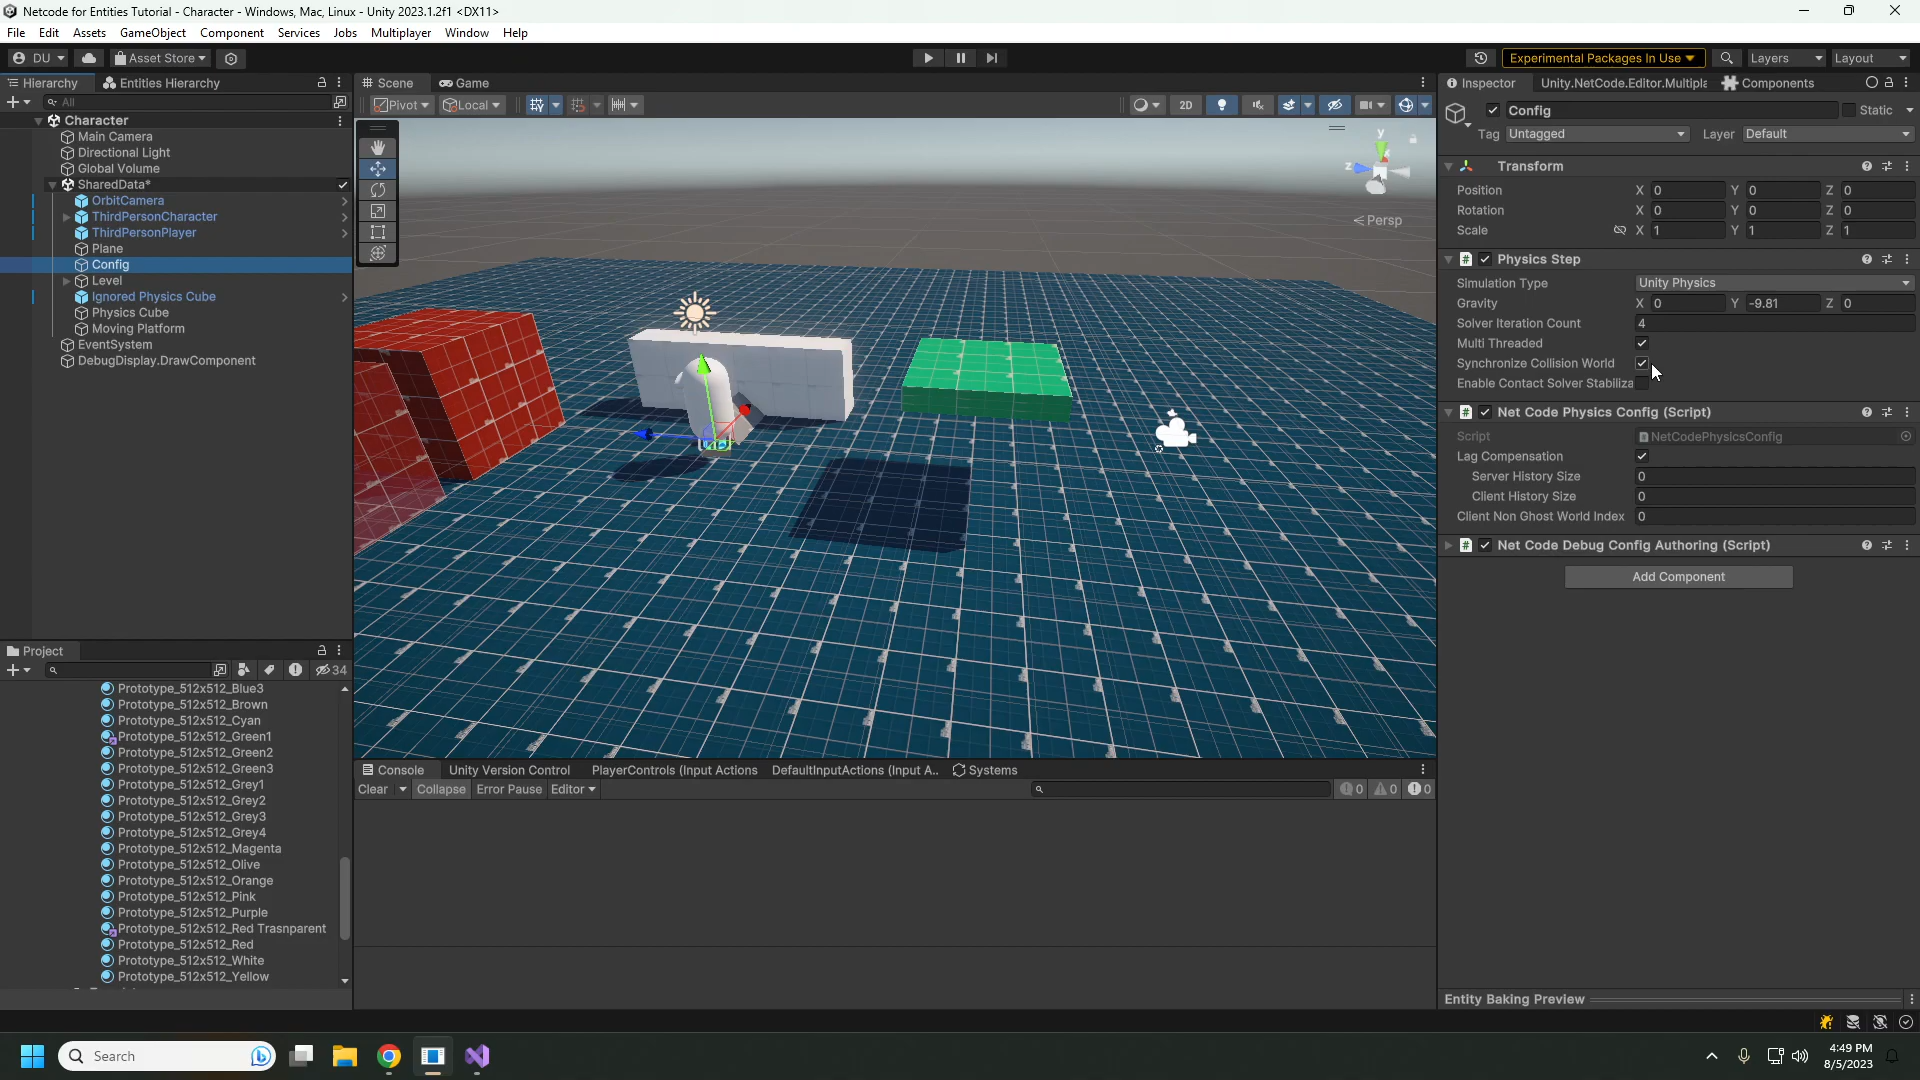 Netcode for Entities Tutorial - Character - Windows, Mac, Linux - Unity 2023.1.2f1 <DX11>
File Edit Assets GameObject Component Services Jobs Multiplayer Window Help
DU Asset Store Experimental Packages In Use Layers Layout
Hierarchy Entities Hierarchy
All
Character
Main Camera
Directional Light
Global Volume
SharedData*
OrbitCamera
ThirdPersonCharacter
ThirdPersonPlayer
Plane
Config
Level
Ignored Physics Cube
Physics Cube
Moving Platform
EventSystem
DebugDisplay.DrawComponent
Scene Game
Pivot Local 2D
y
z
Persp
Inspector Unity.NetCode.Editor.Multipl Components
Config Static
Tag Untagged Layer Default
Transform
Position X 0 Y 0 Z 0
Rotation X 0 Y 0 Z 0
Scale X 1 Y 1 Z 1
Physics Step
Simulation Type Unity Physics
Gravity X 0 Y -9.81 Z 0
Solver Iteration Count 4
Multi Threaded
Synchronize Collision World
Enable Contact Solver Stabiliza
Net Code Physics Config (Script)
Script NetCodePhysicsConfig
Lag Compensation
Server History Size 0
Client History Size 0
Client Non Ghost World Index 0
Net Code Debug Config Authoring (Script)
Add Component
Entity Baking Preview
Project
34
Prototype_512x512_Blue3
Prototype_512x512_Brown
Prototype_512x512_Cyan
Prototype_512x512_Green1
Prototype_512x512_Green2
Prototype_512x512_Green3
Prototype_512x512_Grey1
Prototype_512x512_Grey2
Prototype_512x512_Grey3
Prototype_512x512_Grey4
Prototype_512x512_Magenta
Prototype_512x512_Olive
Prototype_512x512_Orange
Prototype_512x512_Pink
Prototype_512x512_Purple
Prototype_512x512_Red Trasnparent
Prototype_512x512_Red
Prototype_512x512_White
Prototype_512x512_Yellow
Console Unity Version Control PlayerControls (Input Actions DefaultInputActions (Input A.. Systems
Clear Collapse Error Pause Editor 0 0 0
Search
4:49 PM
8/5/2023